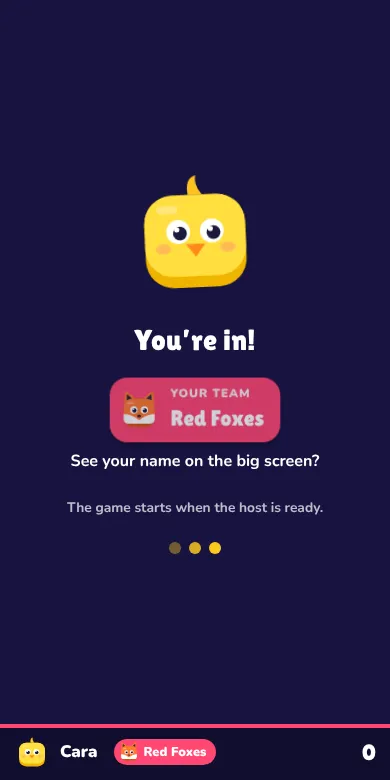 You're in!
YOUR TEAM
Red Foxes
See your name on the big screen?
The game starts when the host is ready.
Cara
Red Foxes
0